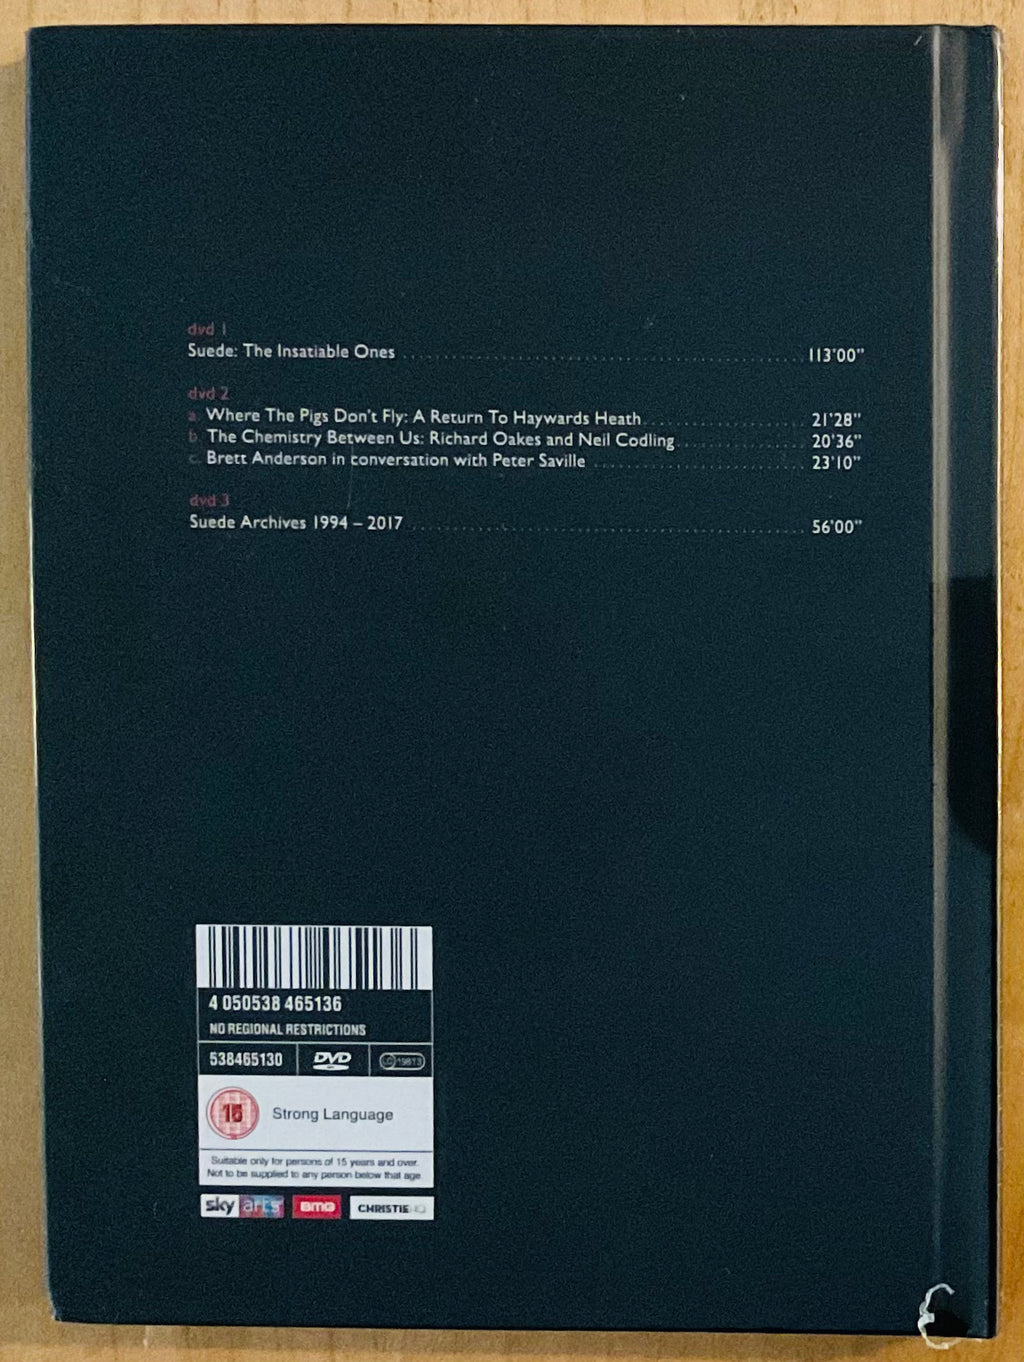 dvd 1
Suede: The Insatiable Ones 113'00"
dvd 2
a. Where The Pigs Don't Fly: A Return To Haywards Heath 21'28"
b. The Chemistry Between Us: Richard Oakes and Neil Codling 20'36"
c. Brett Anderson in conversation with Peter Saville 23'10"
dvd 3
Suede Archives 1994 – 2017 56'00"
4 050538 465136
NO REGIONAL RESTRICTIONS
538465130 DVD LC 19813
15 Strong Language
Suitable only for persons of 15 years and over.
Not to be supplied to any person below that age.
sky arts BMG CHRISTIE